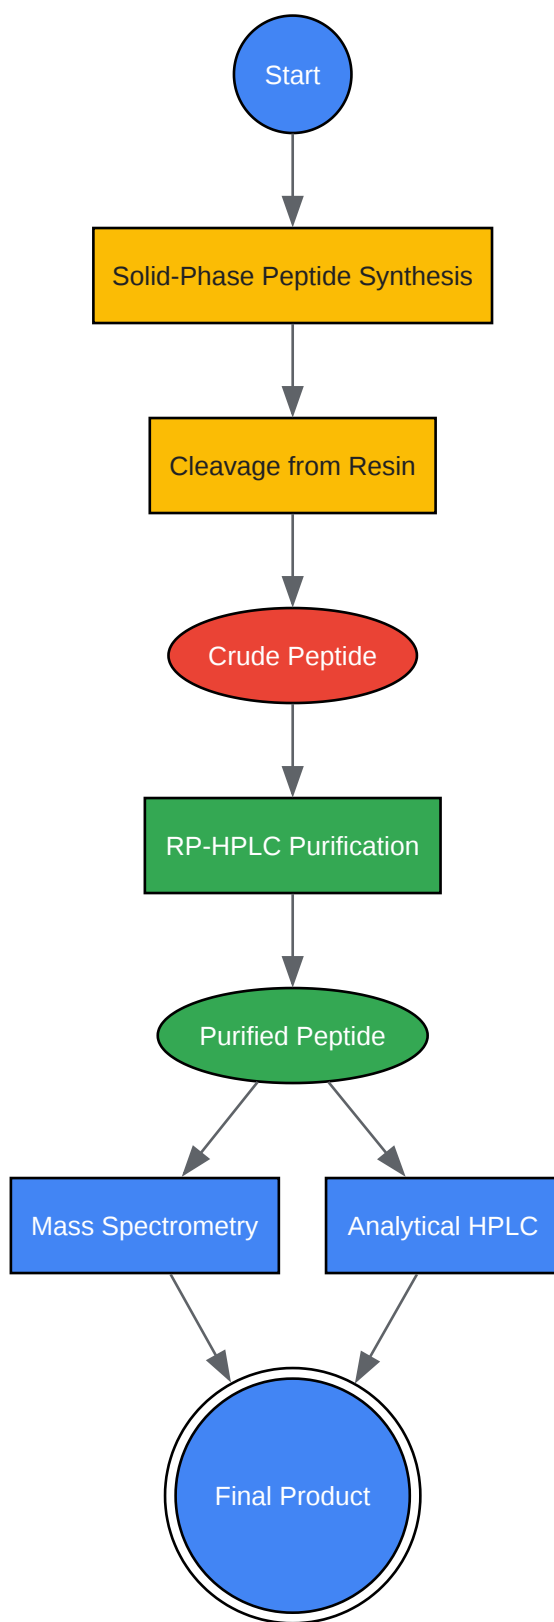 Start
Solid-Phase Peptide Synthesis
Cleavage from Resin
Crude Peptide
RP-HPLC Purification
Purified Peptide
Mass Spectrometry
Analytical HPLC
Final Product